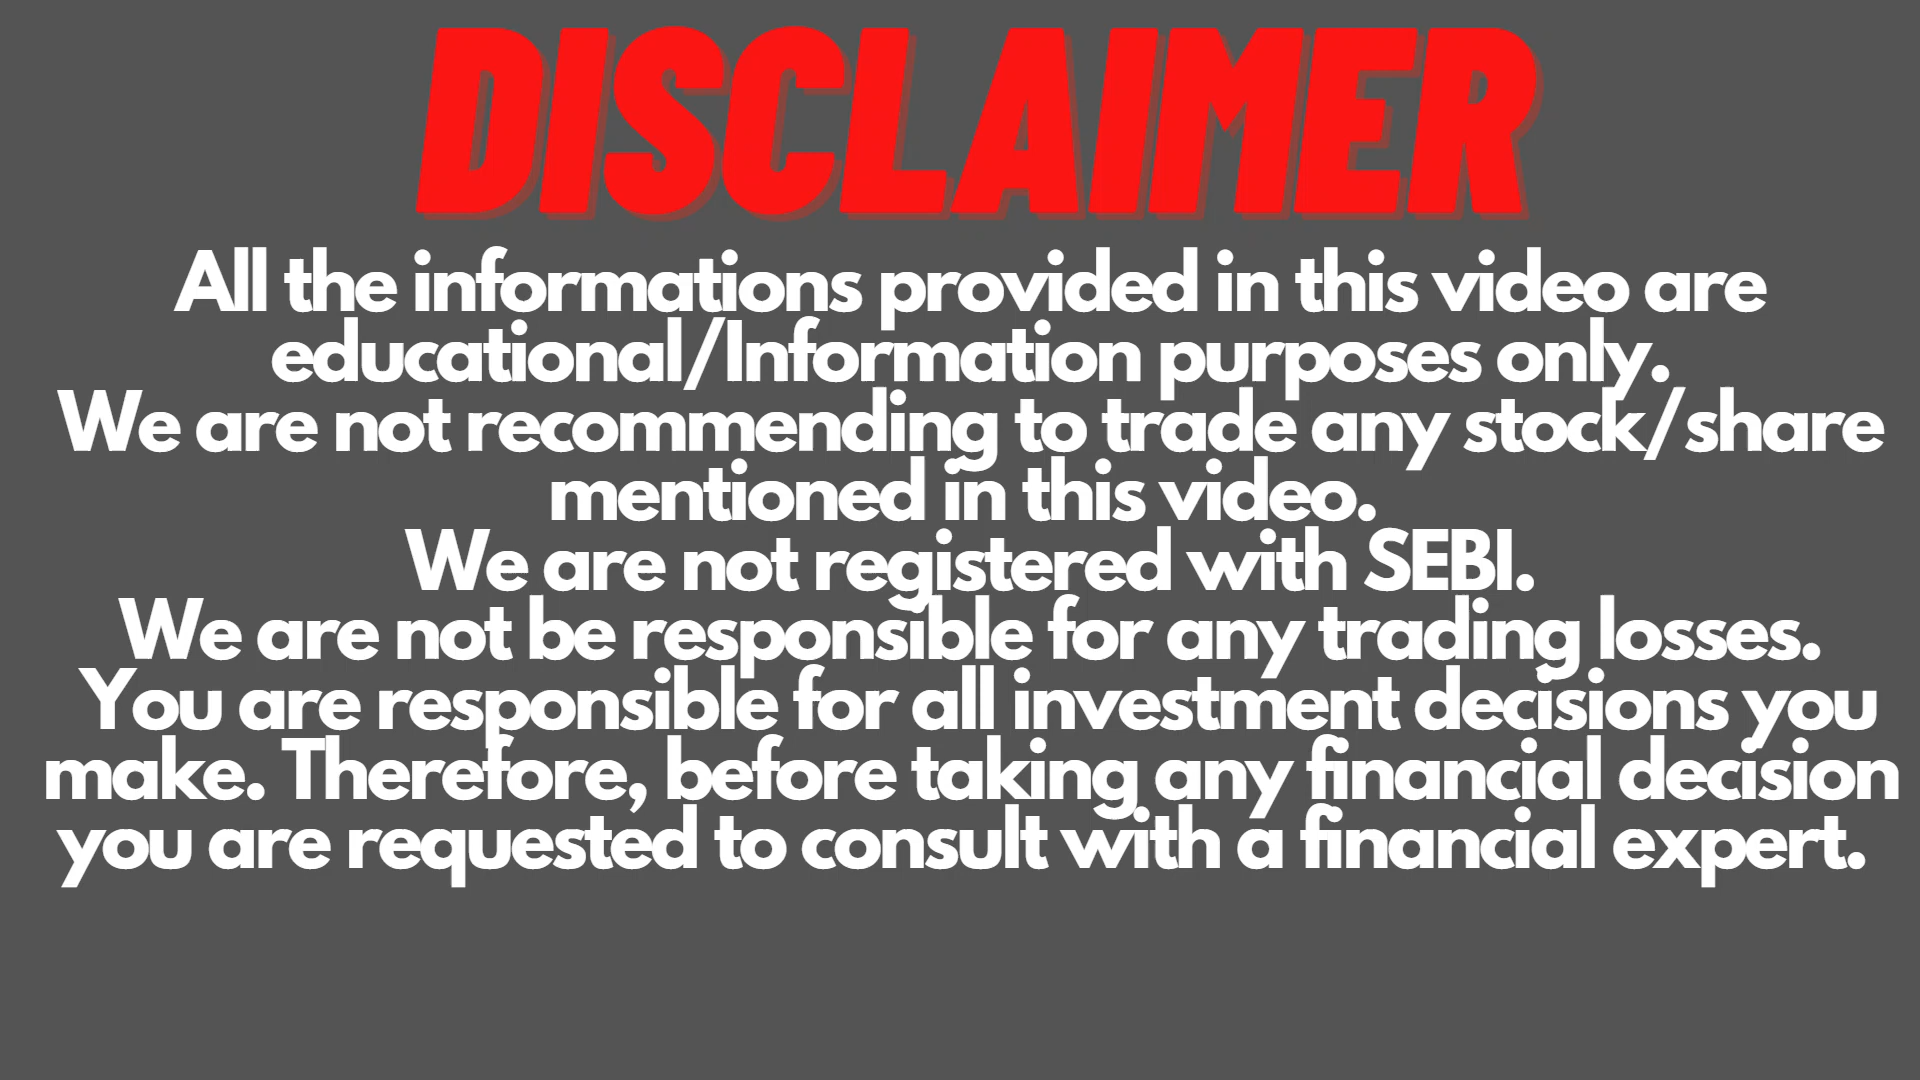 DISCLAIMER
All the informations provided in this video are
educational/Information purposes only.
We are not recommending to trade any stock/share
mentioned in this video.
We are not registered with SEBI.
We are not be responsible for any trading losses.
You are responsible for all investment decisions you
make. Therefore, before taking any financial decision
you are requested to consult with a financial expert.